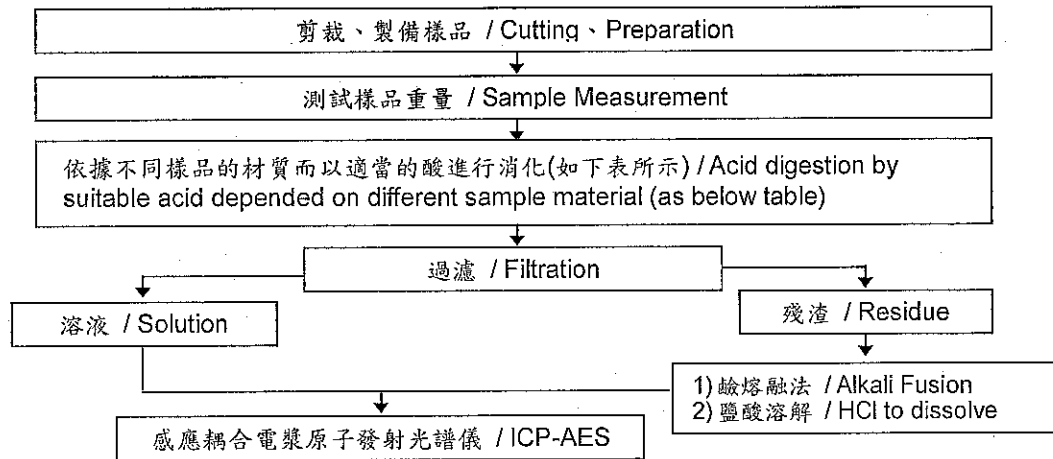 剪裁、製備樣品 / Cutting、Preparation
測試樣品重量 / Sample Measurement
依據不同樣品的材質而以適當的酸進行消化(如下表所示) / Acid digestion by
suitable acid depended on different sample material (as below table)
過濾 / Filtration
溶液 / Solution
殘渣 / Residue
1) 鹼熔融法 / Alkali Fusion
2) 鹽酸溶解 / HCl to dissolve
感應耦合電漿原子發射光譜儀 / ICP-AES